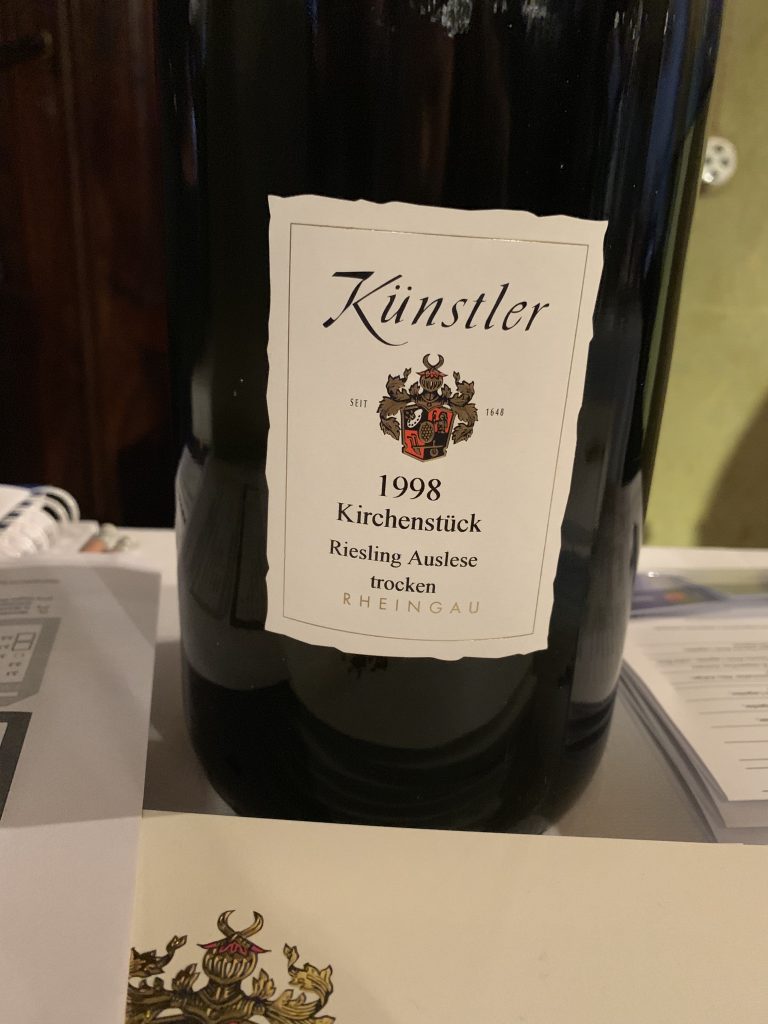 Künstler
SEIT 1648
1998
Kirchenstück
Riesling Auslese
trocken
RHEINGAU